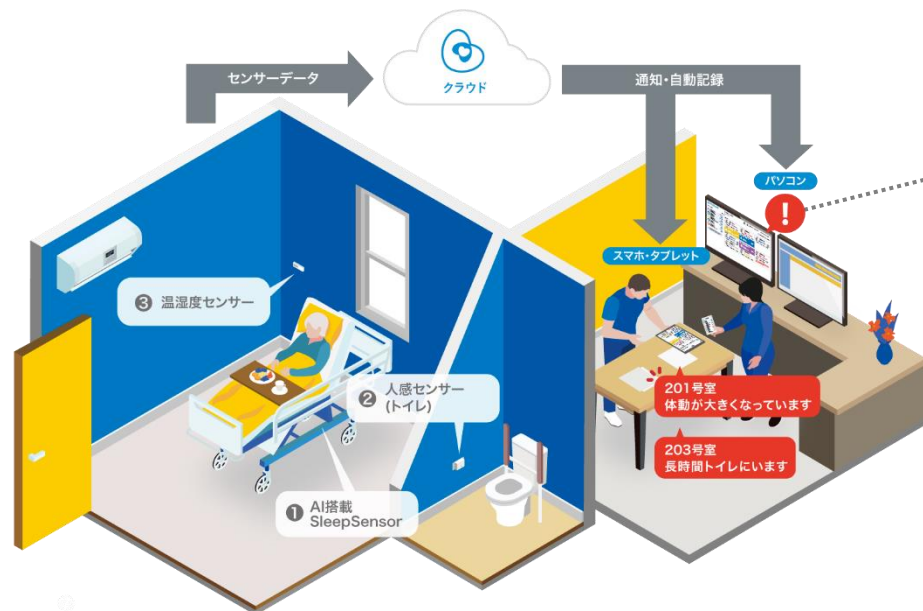 センサーデータ
クラウド
通知・自動記録
パソコン
!
スマホ・タブレット
❸ 温湿度センサー
❷ 人感センサー
(トイレ)
❶ AI搭載
SleepSensor
201号室
体動が大きくなっています
203号室
長時間トイレにいます